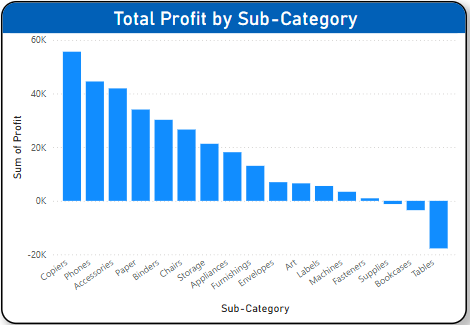 Total Profit by Sub-Category
60K
40K
20K
0K
-20K
Sum of Profit
Copiers
Phones
Accessories
Paper
Binders
Chairs
Storage
Appliances
Furnishings
Envelopes
Art
Labels
Machines
Fasteners
Supplies
Bookcases
Tables
Sub-Category